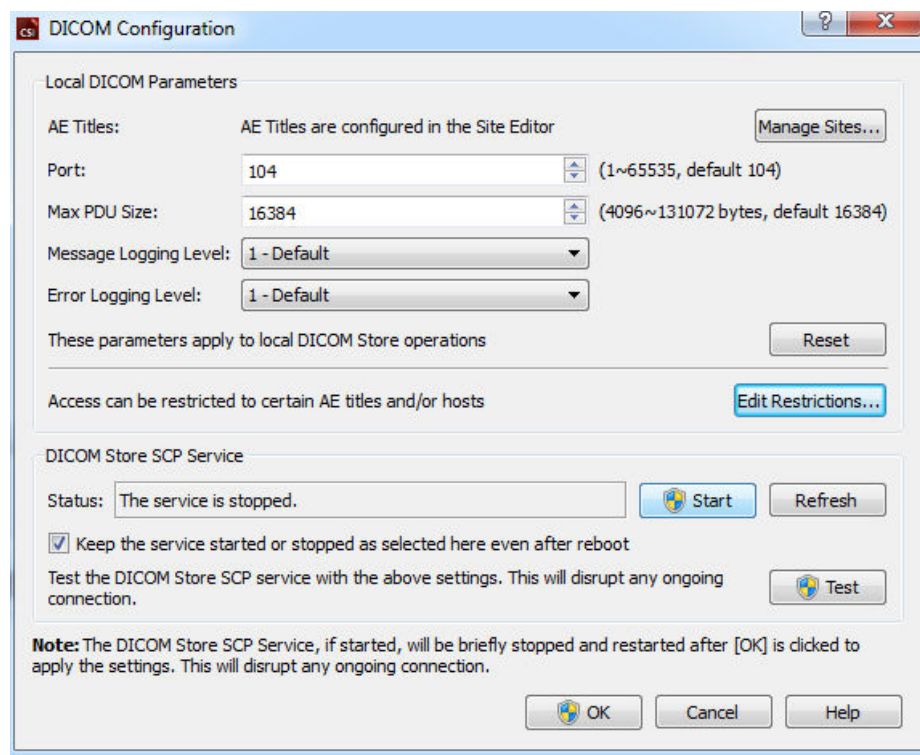 CSi DICOM Configuration
Local DICOM Parameters
AE Titles: AE Titles are configured in the Site Editor Manage Sites...
Port: 104 (1~65535, default 104)
Max PDU Size: 16384 (4096~131072 bytes, default 16384)
Message Logging Level: 1 - Default
Error Logging Level: 1 - Default
These parameters apply to local DICOM Store operations Reset
Access can be restricted to certain AE titles and/or hosts Edit Restrictions...
DICOM Store SCP Service
Status: The service is stopped. Start Refresh
Keep the service started or stopped as selected here even after reboot
Test the DICOM Store SCP service with the above settings. This will disrupt any ongoing
connection. Test
Note: The DICOM Store SCP Service, if started, will be briefly stopped and restarted after [OK] is clicked to
apply the settings. This will disrupt any ongoing connection.
OK Cancel Help